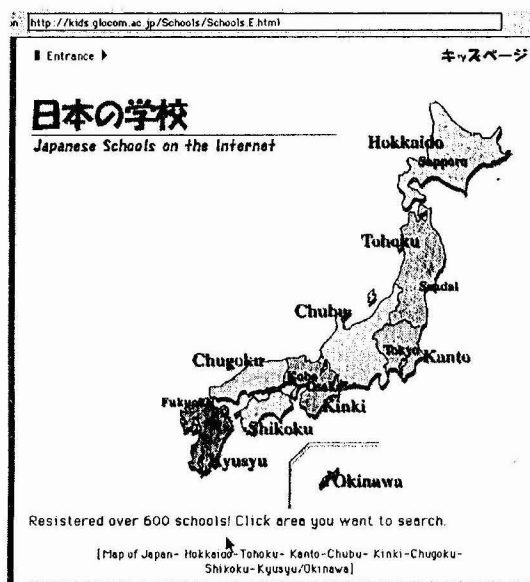 http://kids.glocom.ac.jp/Schools/Schools.E.html
Entrance
キッズページ
日本の学校
Japanese Schools on the Internet
Hokkaido
Sapporo
Tohoku
Sendai
Chubu
Tokyo
Kanto
Chugoku
Kobe
Osaka
Fukuoka
Kinki
Shikoku
Kyusyu
Okinawa
Resistered over 600 schools! Click area you want to search.
[Map of Japan- Hokkaido-Tohoku- Kanto-Chubu- Kinki-Chugoku-
Shikoku-Kyusyu/Okinawa]